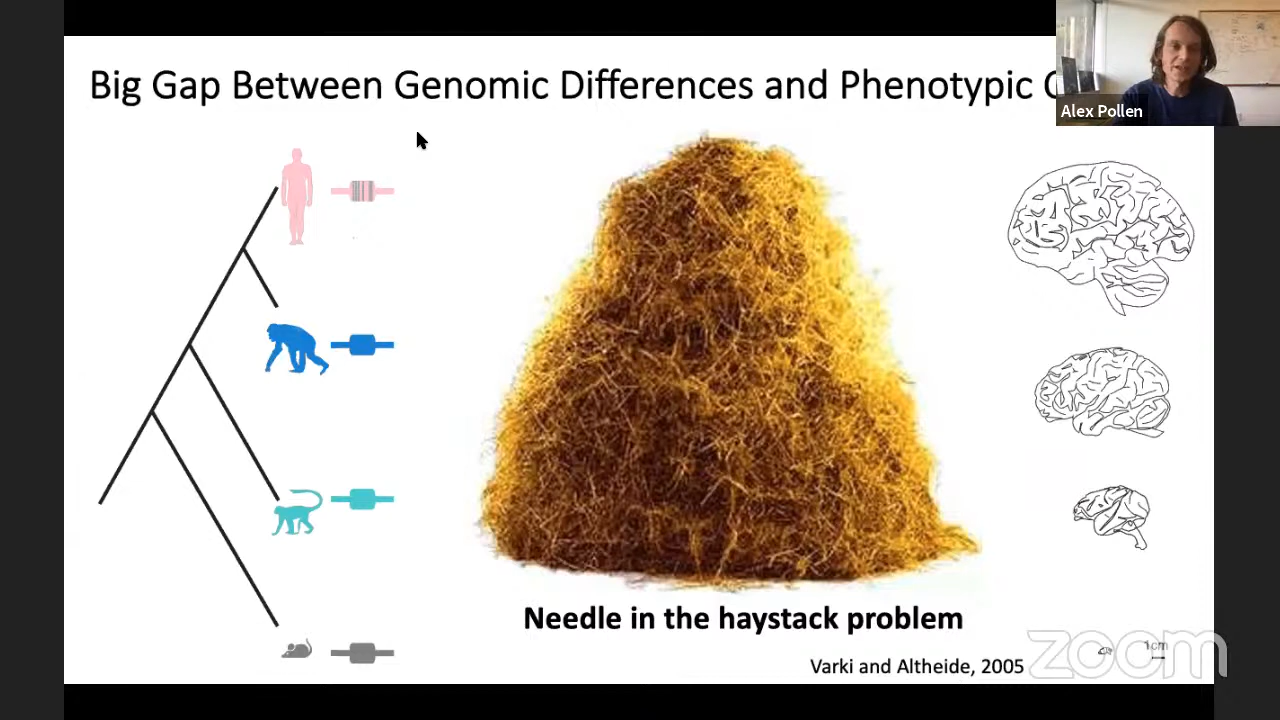 Big Gap Between Genomic Differences and Phenotypic
Alex Pollen
Needle in the haystack problem
Varki and Altheide, 2005
zoom
1cm